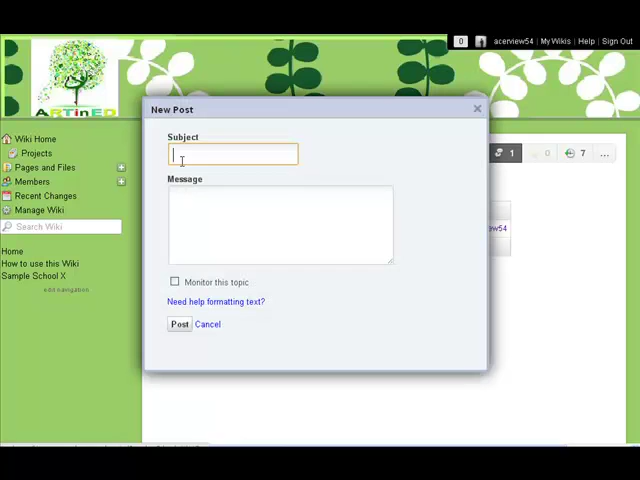 0 acerview54 My Wikis Help Sign Out
ARTinED
New Post
Subject
Message
Monitor this topic
Need help formatting text?
Post Cancel
Wiki Home
Projects
Pages and Files
Members
Recent Changes
Manage Wiki
Search Wiki
Home
How to use this Wiki
Sample School X
edit navigation
1 0 7 ...
ew54